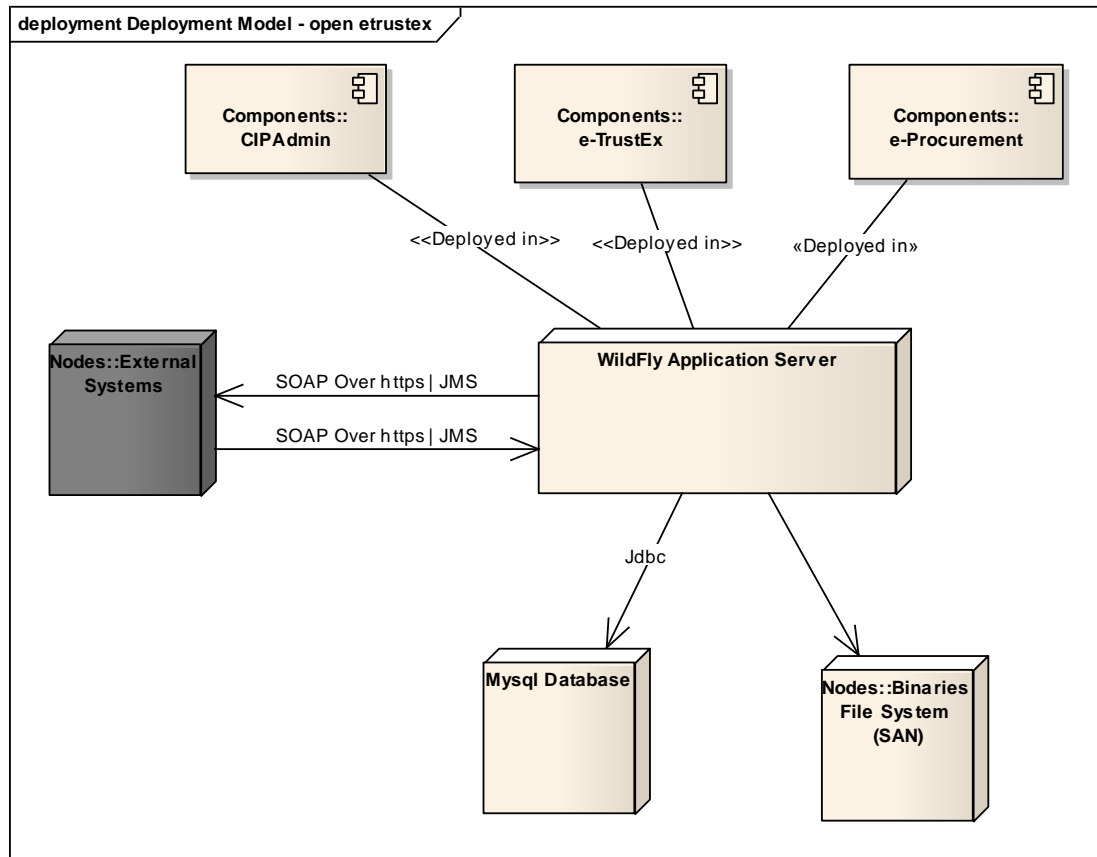 deployment Deployment Model - open etrustex
Components::
CIPAdmin
Components::
e-TrustEx
Components::
e-Procurement
<<Deployed in>>
<<Deployed in>>
«Deployed in»
Nodes::External
Systems
WildFly Application Server
SOAP Over https | JMS
SOAP Over https | JMS
Jdbc
Mysql Database
Nodes::Binaries
File System
(SAN)